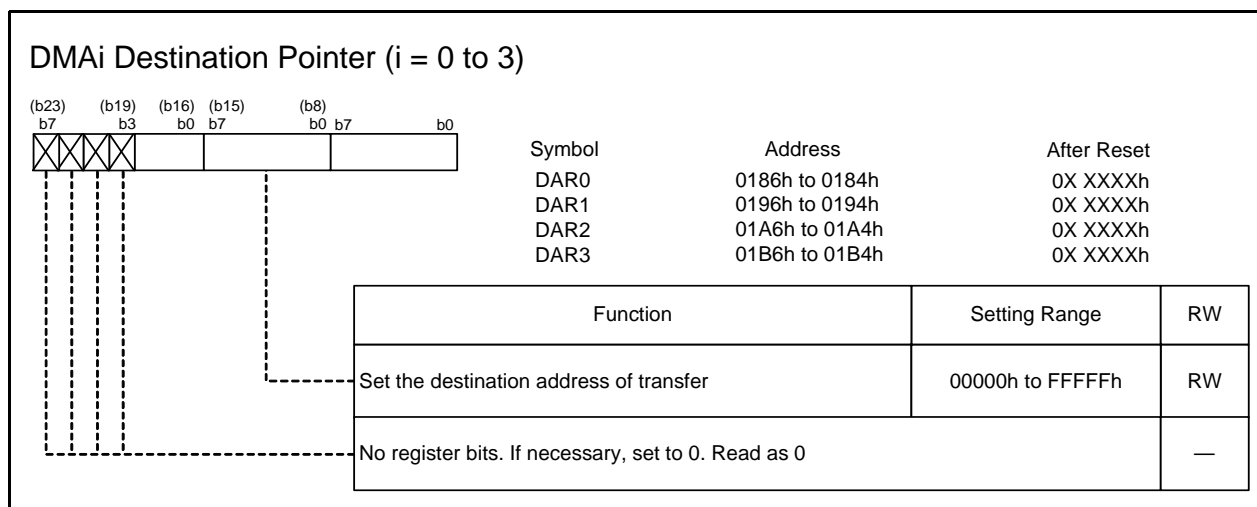 DMAi Destination Pointer (i = 0 to 3)
(b23) (b19) (b16) (b15) (b8)
b7 b3 b0 b7 b0 b7 b0
Symbol Address After Reset
DAR0 0186h to 0184h 0X XXXXh
DAR1 0196h to 0194h 0X XXXXh
DAR2 01A6h to 01A4h 0X XXXXh
DAR3 01B6h to 01B4h 0X XXXXh
Function Setting Range RW
Set the destination address of transfer 00000h to FFFFFh RW
No register bits. If necessary, set to 0. Read as 0 —